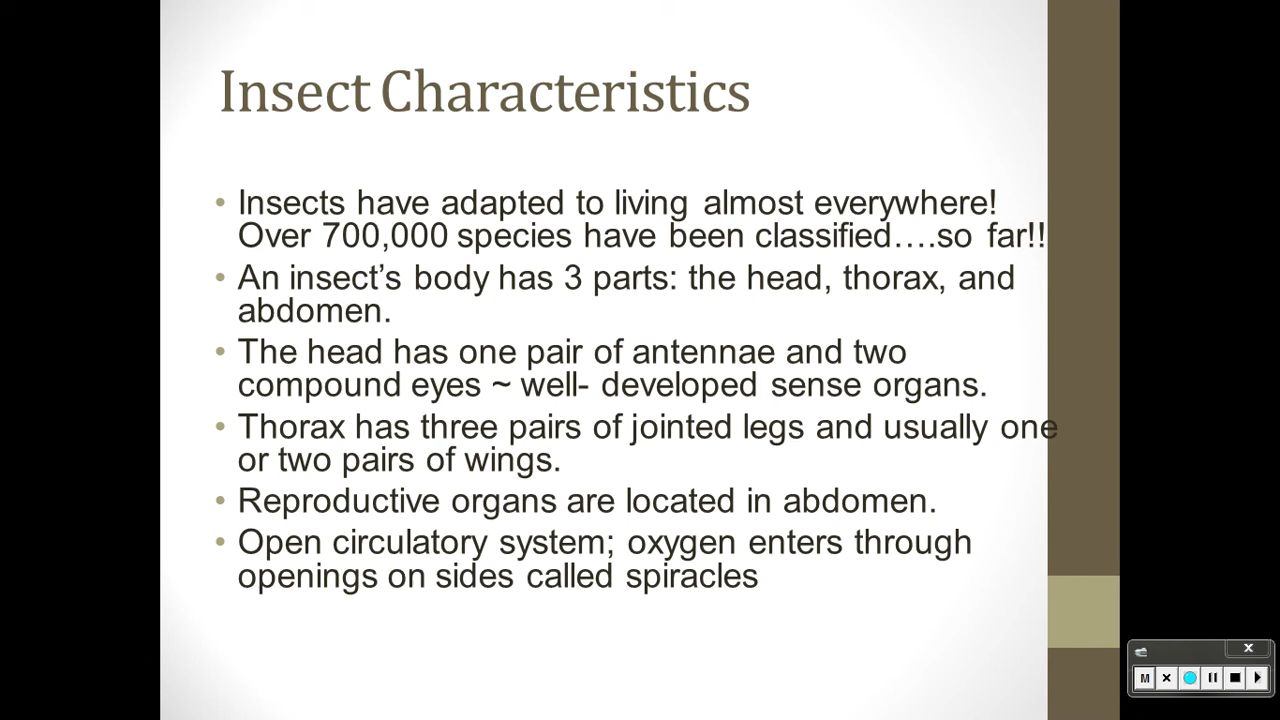 Insect Characteristics
• Insects have adapted to living almost everywhere!
Over 700,000 species have been classified….so far!!
• An insect’s body has 3 parts: the head, thorax, and
abdomen.
• The head has one pair of antennae and two
compound eyes ~ well- developed sense organs.
• Thorax has three pairs of jointed legs and usually one
or two pairs of wings.
• Reproductive organs are located in abdomen.
• Open circulatory system; oxygen enters through
openings on sides called spiracles
M